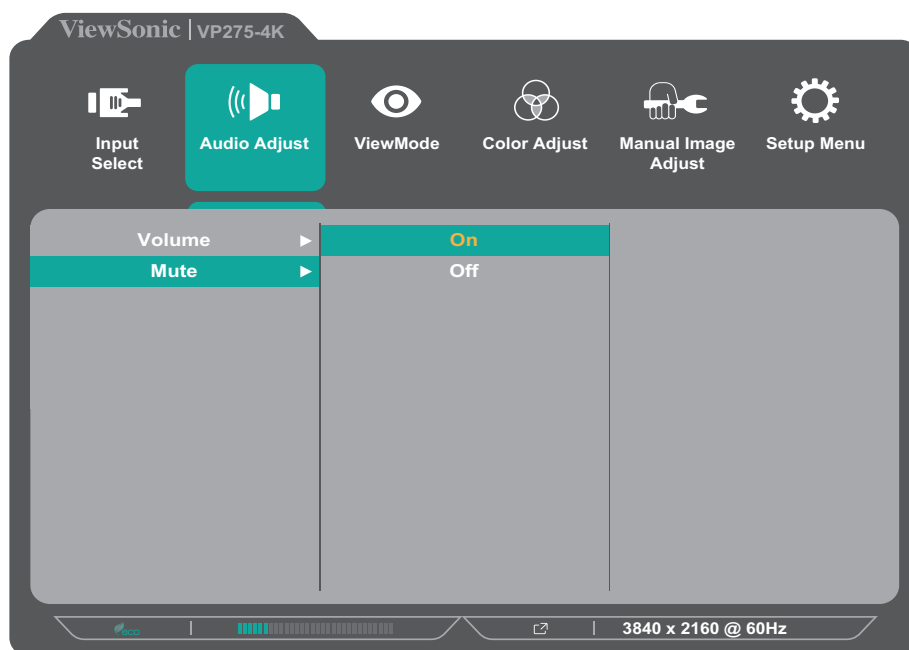 ViewSonic | VP275-4K
Input Select
Audio Adjust
ViewMode
Color Adjust
Manual Image Adjust
Setup Menu
Volume
On
Mute
Off
eco
3840 x 2160 @ 60Hz